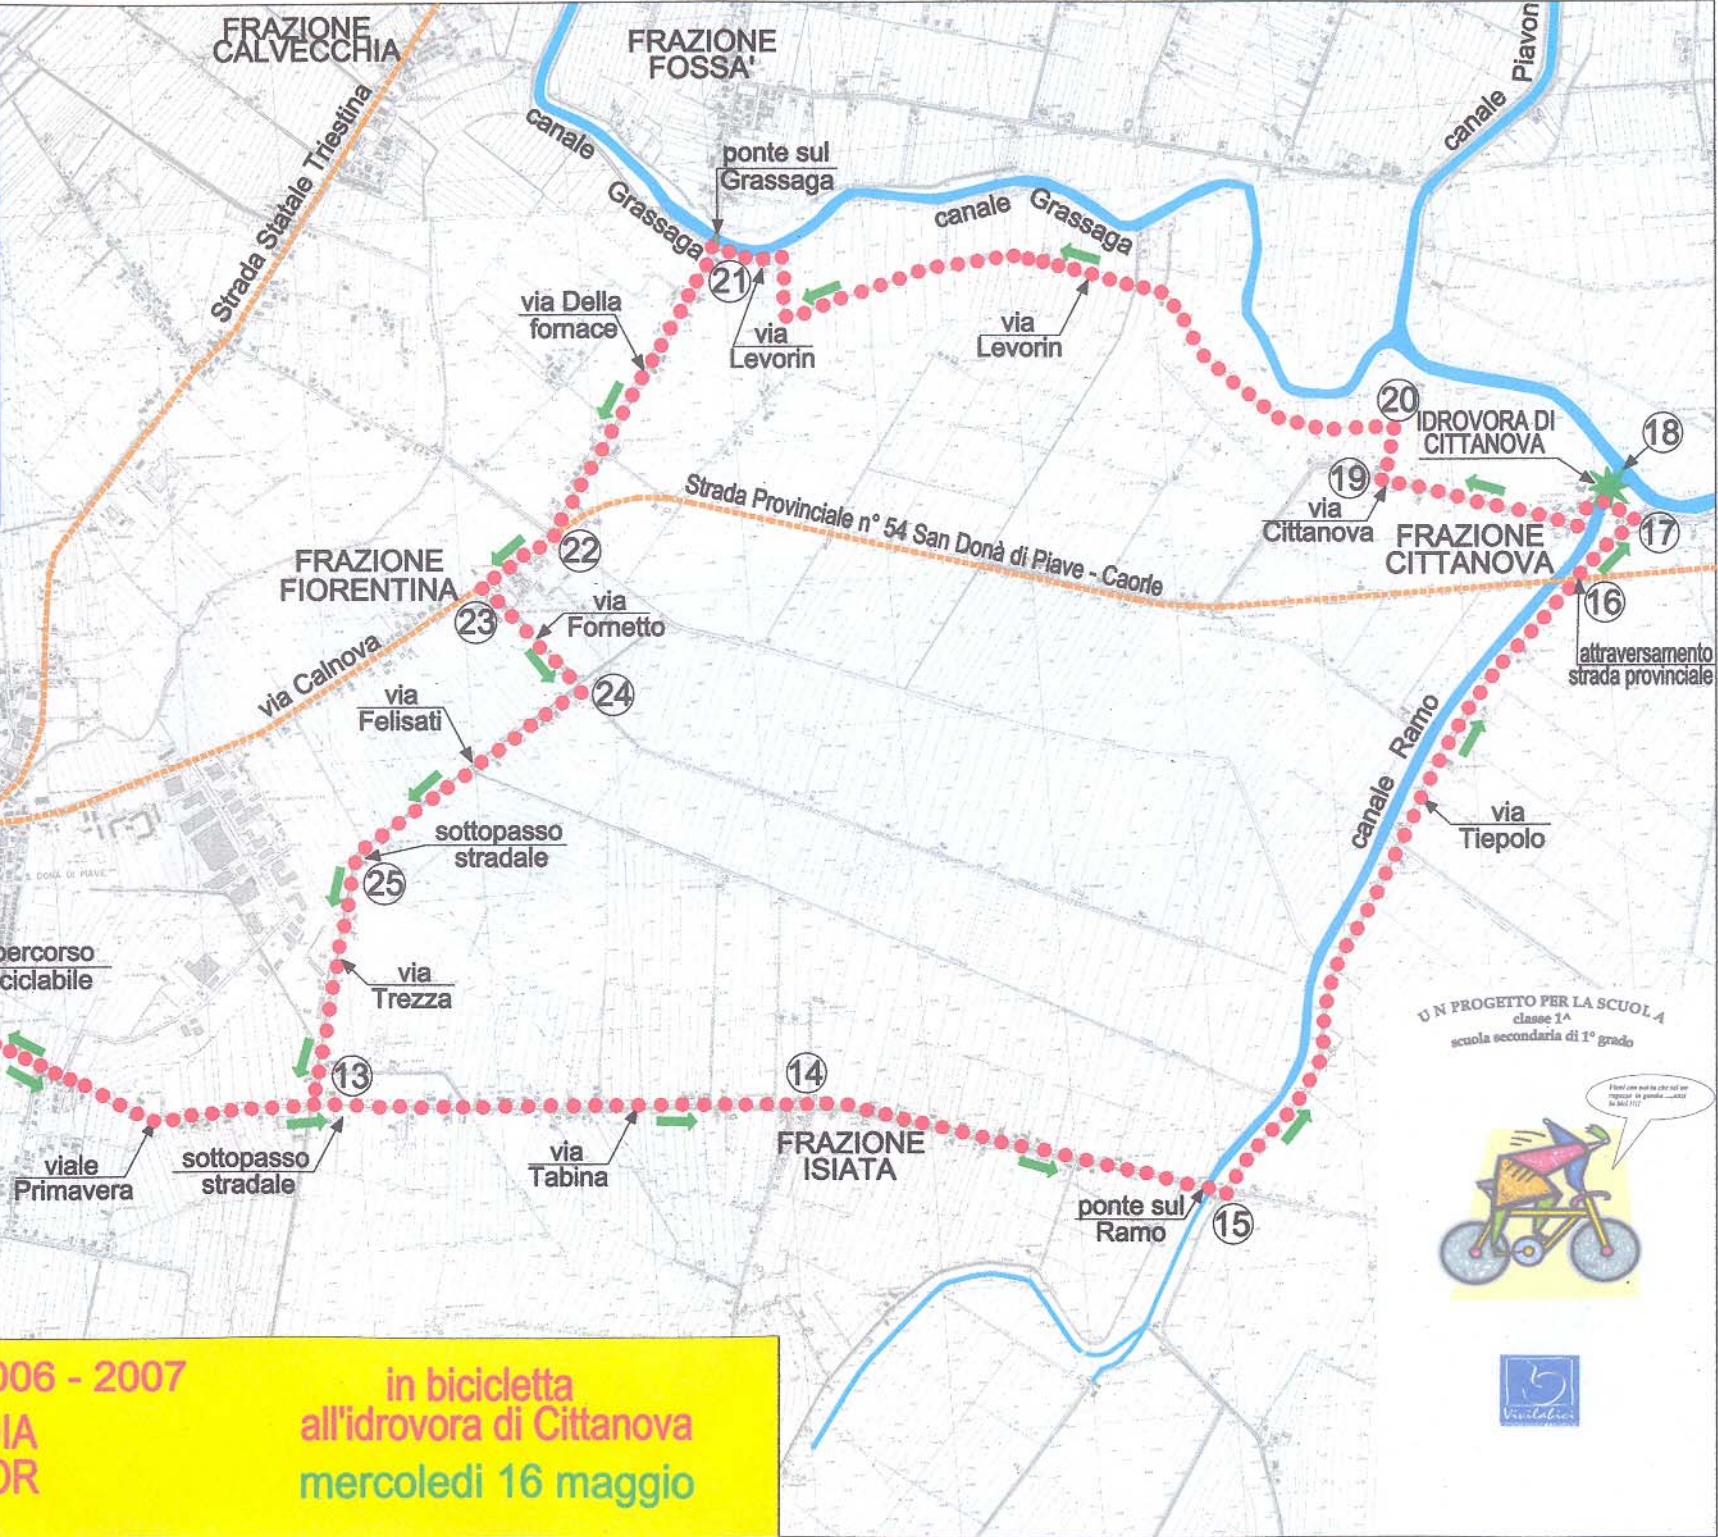 FRAZIONE
CALVECCHIA
FRAZIONE
FOSSA'
canale
Piavon
Strada Statale Triestina
canale
Grassaga
ponte sul
Grassaga
canale Grassaga
21
via Della
fornace
via
Levorin
via
Levorin
20
IDROVORA DI
CITTANOVA
18
19
via
Cittanova
FRAZIONE
CITTANOVA
17
Strada Provinciale n° 54 San Donà di Piave - Caorle
22
FRAZIONE
FIORENTINA
23
via
Fornetto
16
attraversamento
strada provinciale
via Calnova
via
Felisati
24
canale Ramo
via
Tiepolo
sottopasso
stradale
25
DONÀ DI PIAVE
percorso
ciclabile
via
Trezza
UN PROGETTO PER LA SCUOLA
classe 1^
scuola secondaria di 1° grado
13
14
viale
Primavera
sottopasso
stradale
via
Tabina
FRAZIONE
ISIATA
ponte sul
Ramo
15
006 - 2007
IA
OR
in bicicletta
all'idrovora di Cittanova
mercoledi 16 maggio
Vivilabici